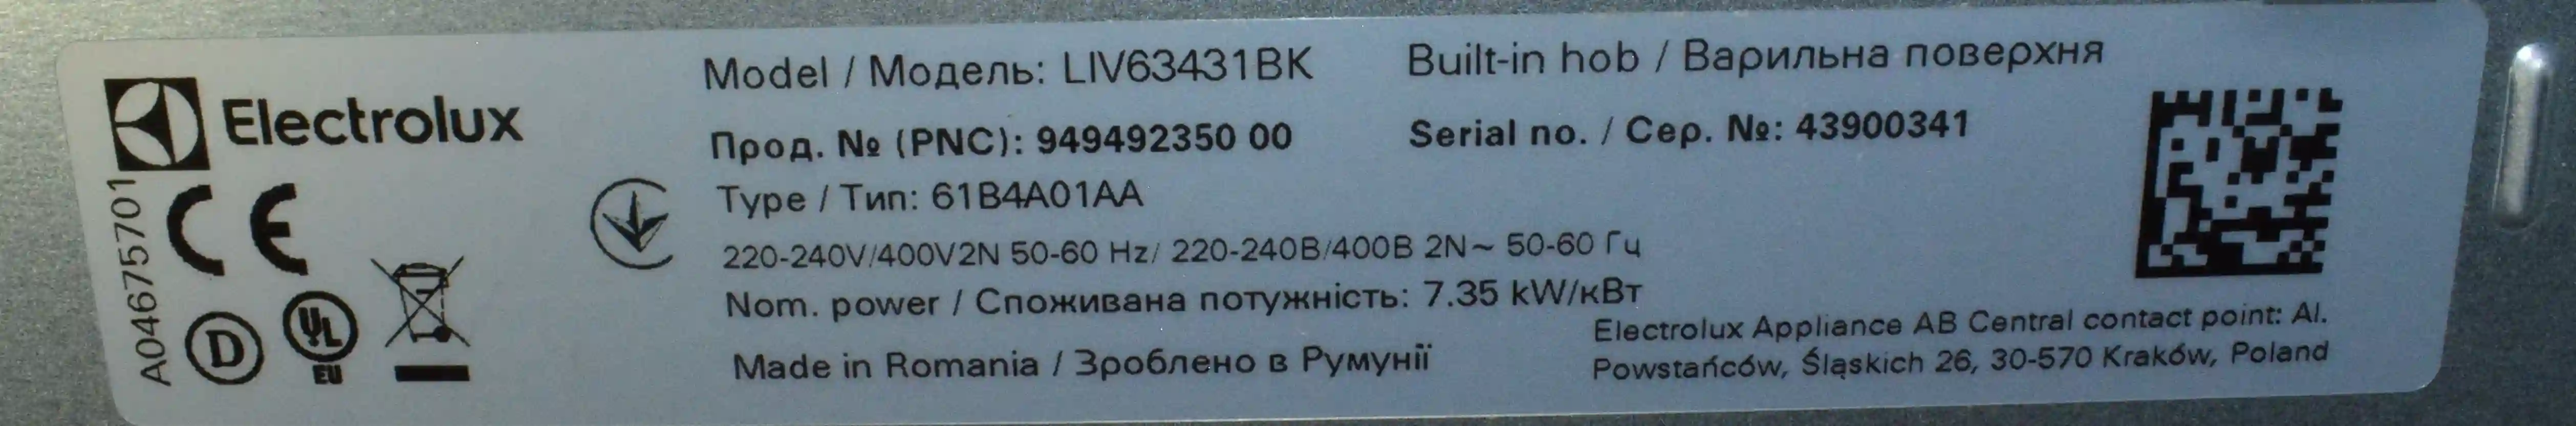 Electrolux
A04675701
CE
D
UL
EU
Model / Модель: LIV63431BK
Built-in hob / Варильна поверхня
Прод. № (PNC): 949492350 00
Serial no. / Сер. №: 43900341
Type / Тип: 61B4A01AA
220-240V/400V2N 50-60 Hz/ 220-240В/400В 2N~ 50-60 Гц
Nom. power / Споживана потужність: 7.35 kW/кВт
Made in Romania / Зроблено в Румунії
Electrolux Appliance AB Central contact point: Al.
Powstańców, Śląskich 26, 30-570 Kraków, Poland